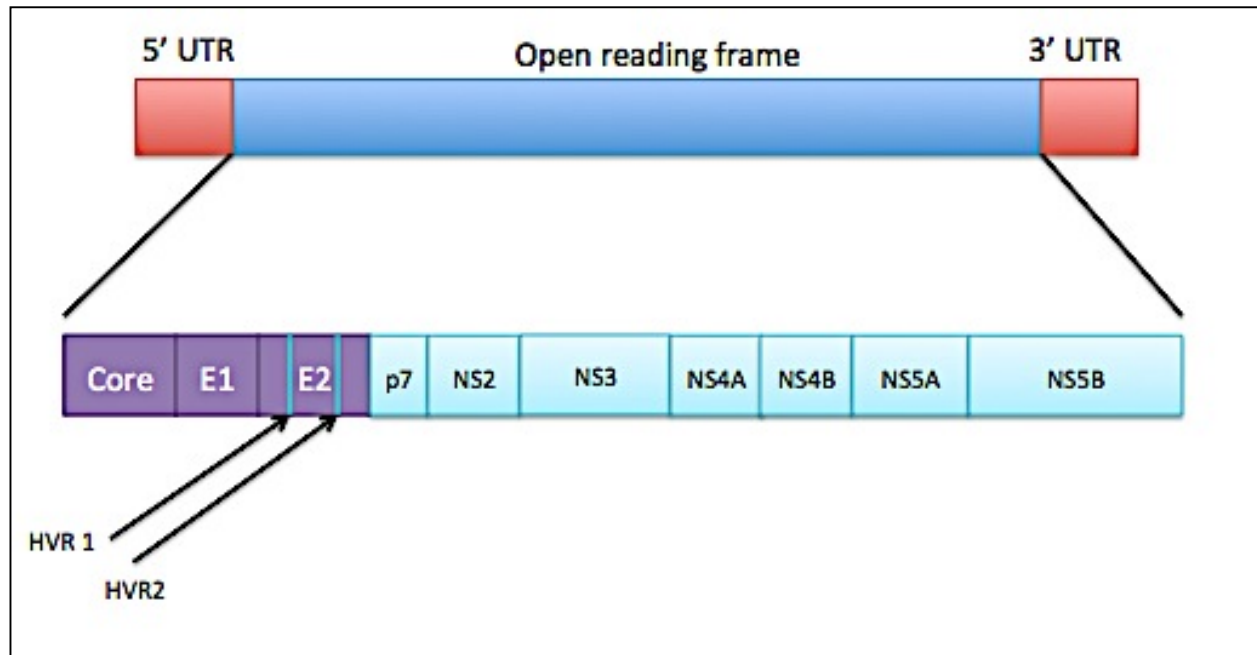 5’ UTR Open reading frame 3’ UTR
Core E1 E2 p7 NS2 NS3 NS4A NS4B NS5A NS5B
HVR 1
HVR2